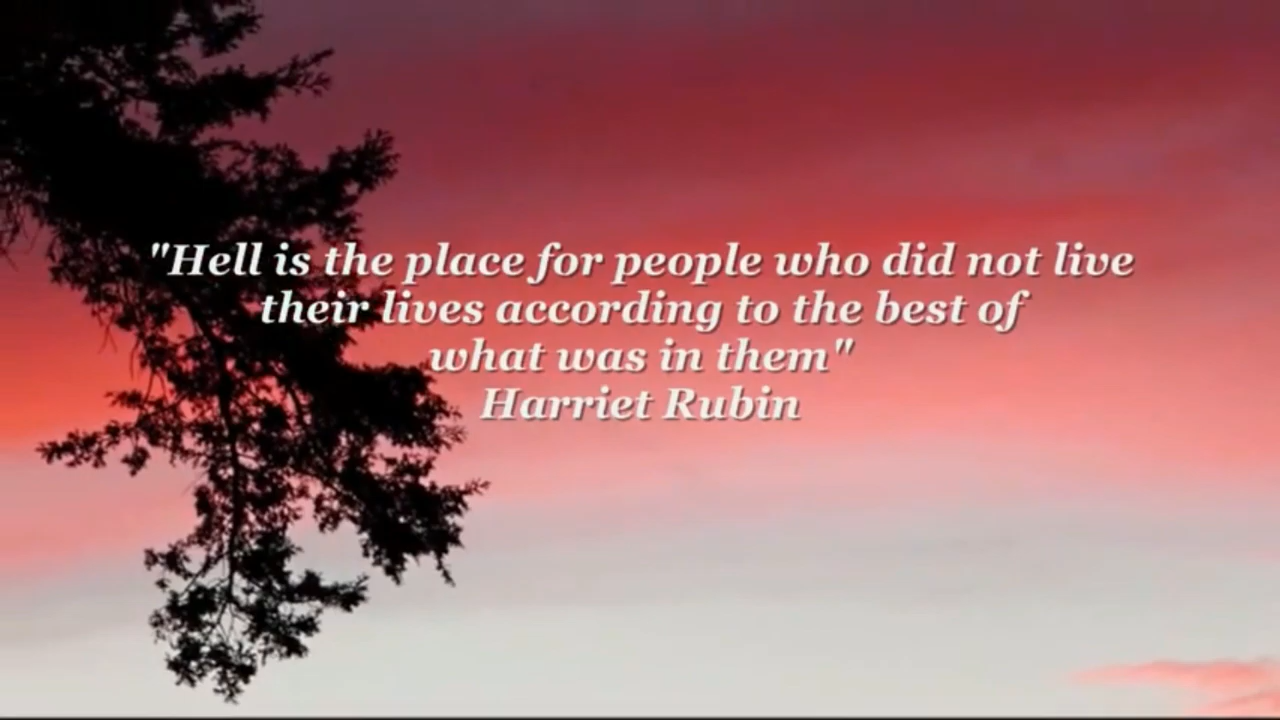 "Hell is the place for people who did not live
their lives according to the best of
what was in them"
Harriet Rubin